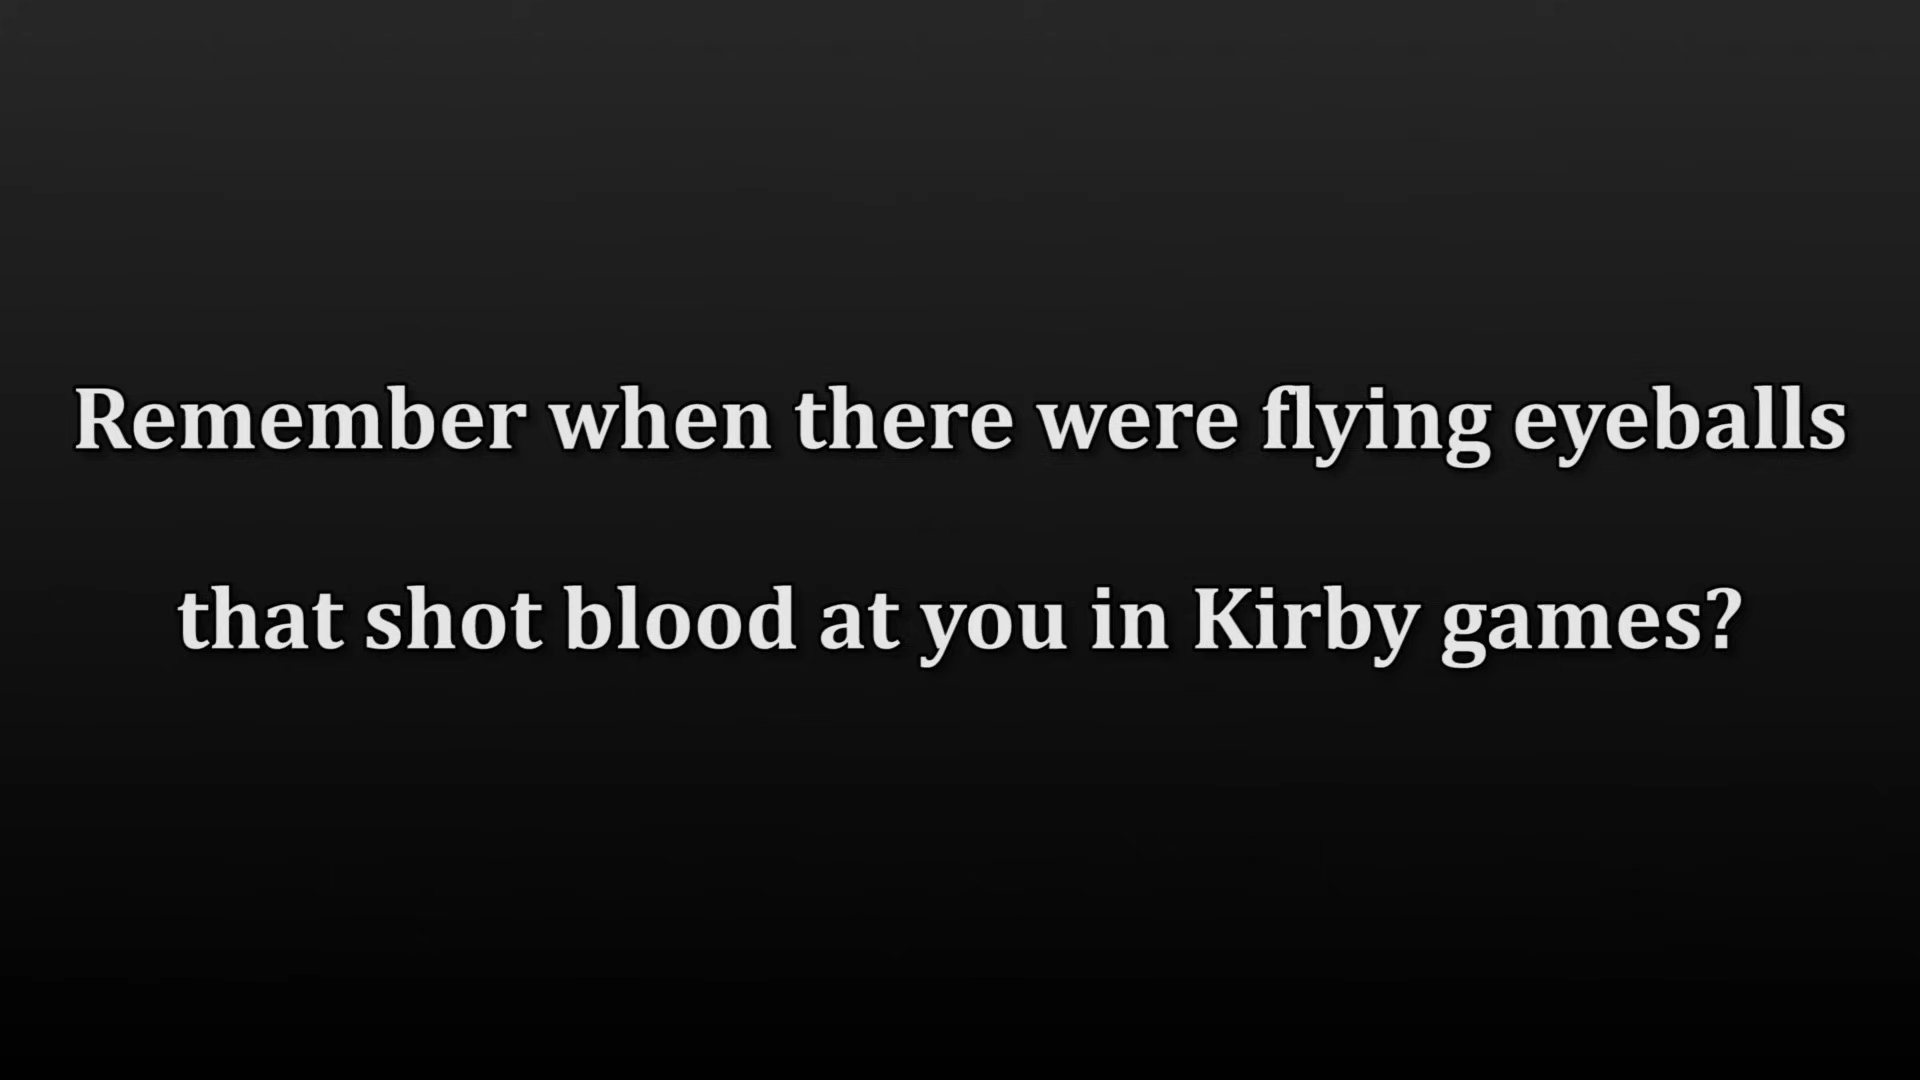 Remember when there were flying eyeballs
that shot blood at you in Kirby games?